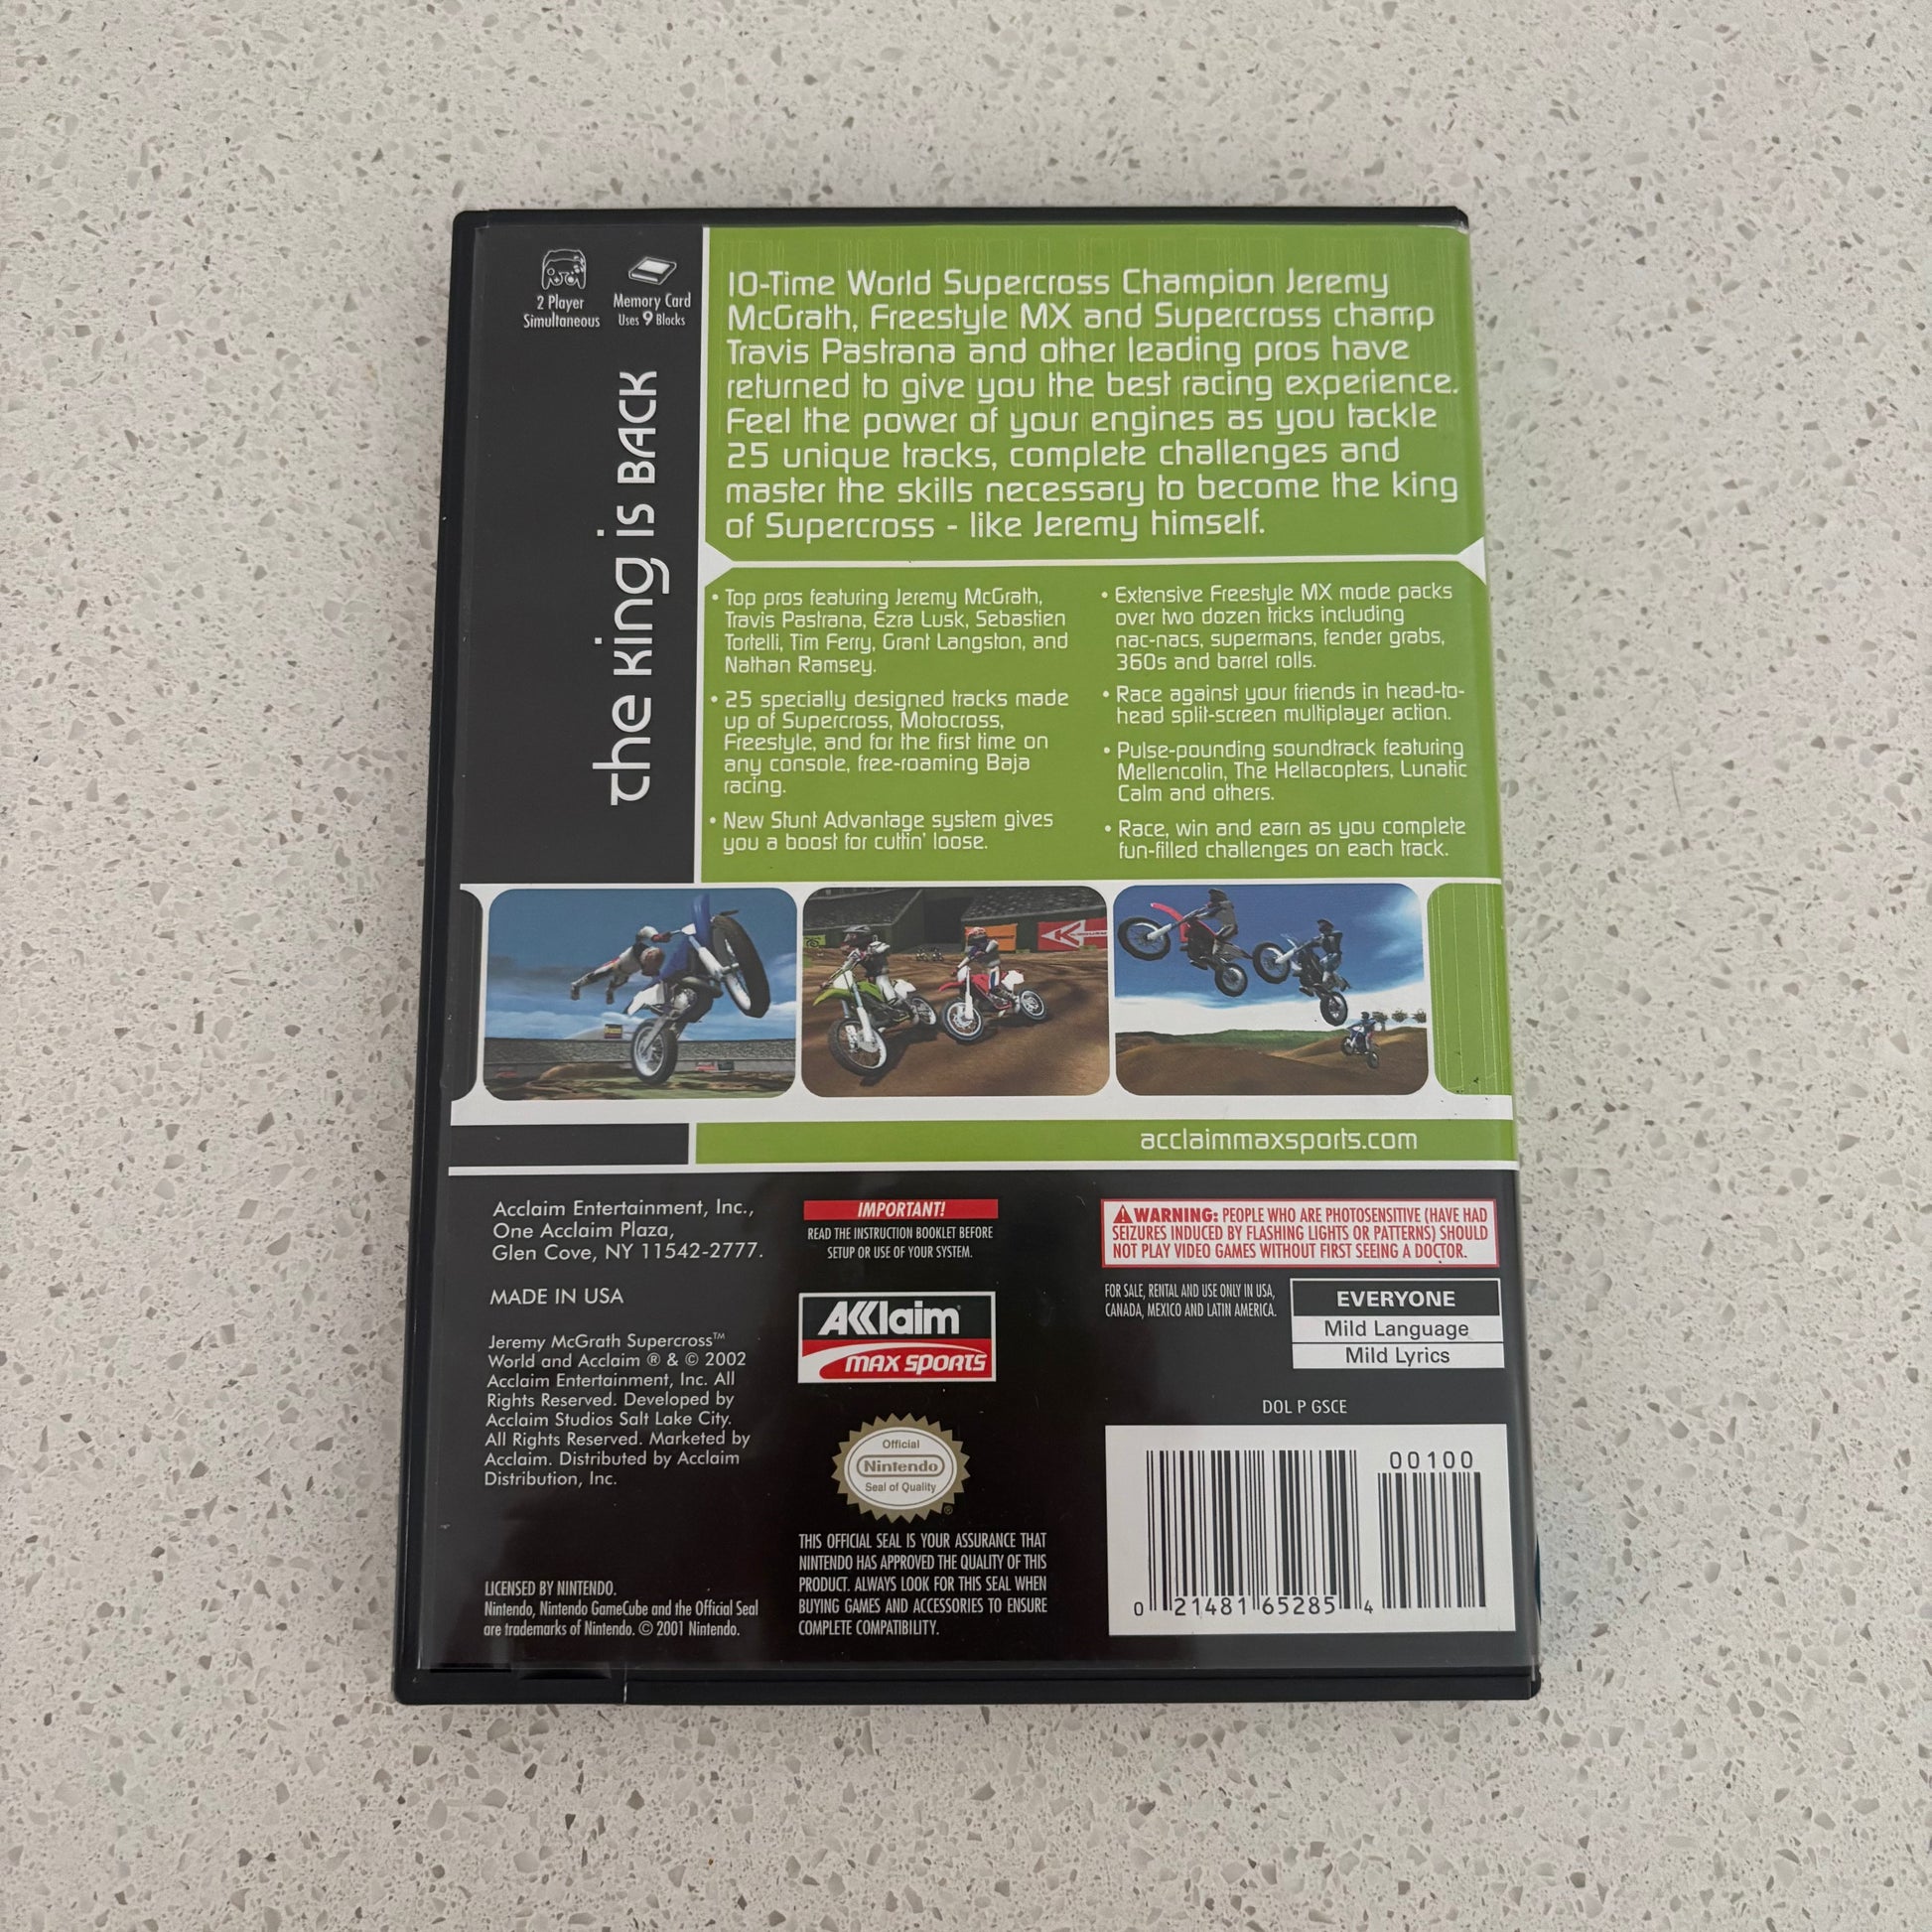 2 Player
Simultaneous
Memory Card
Uses 9 Blocks
the king is BACK
10-Time World Supercross Champion Jeremy
McGrath, Freestyle MX and Supercross champ
Travis Pastrana and other leading pros have
returned to give you the best racing experience.
Feel the power of your engines as you tackle
25 unique tracks, complete challenges and
master the skills necessary to become the king
of Supercross - like Jeremy himself.
• Top pros featuring Jeremy McGrath,
Travis Pastrana, Ezra Lusk, Sebastien
Tortelli, Tim Ferry, Grant Langston, and
Nathan Ramsey.
• 25 specially designed tracks made
up of Supercross, Motocross,
Freestyle, and for the first time on
any console, free-roaming Baja
racing.
• New Stunt Advantage system gives
you a boost for cuttin' loose.
• Extensive Freestyle MX mode packs
over two dozen tricks including
nac-nacs, supermans, fender grabs,
360s and barrel rolls.
• Race against your friends in head-to-
head split-screen multiplayer action.
• Pulse-pounding soundtrack featuring
Mellencolin, The Hellacopters, Lunatic
Calm and others.
• Race, win and earn as you complete
fun-filled challenges on each track.
acclaimmaxsports.com
Acclaim Entertainment, Inc.,
One Acclaim Plaza,
Glen Cove, NY 11542-2777.
MADE IN USA
Jeremy McGrath Supercross™
World and Acclaim ® & © 2002
Acclaim Entertainment, Inc. All
Rights Reserved. Developed by
Acclaim Studios Salt Lake City.
All Rights Reserved. Marketed by
Acclaim. Distributed by Acclaim
Distribution, Inc.
LICENSED BY NINTENDO.
Nintendo, Nintendo GameCube and the Official Seal
are trademarks of Nintendo. © 2001 Nintendo.
IMPORTANT!
READ THE INSTRUCTION BOOKLET BEFORE
SETUP OR USE OF YOUR SYSTEM.
AKKlaim
MAX SPORTS
Official
Nintendo
Seal of Quality
®
THIS OFFICIAL SEAL IS YOUR ASSURANCE THAT
NINTENDO HAS APPROVED THE QUALITY OF THIS
PRODUCT. ALWAYS LOOK FOR THIS SEAL WHEN
BUYING GAMES AND ACCESSORIES TO ENSURE
COMPLETE COMPATIBILITY.
WARNING: PEOPLE WHO ARE PHOTOSENSITIVE (HAVE HAD
SEIZURES INDUCED BY FLASHING LIGHTS OR PATTERNS) SHOULD
NOT PLAY VIDEO GAMES WITHOUT FIRST SEEING A DOCTOR.
FOR SALE, RENTAL AND USE ONLY IN USA,
CANADA, MEXICO AND LATIN AMERICA.
EVERYONE
Mild Language
Mild Lyrics
DOL P GSCE
00100
0 21481 65285 4